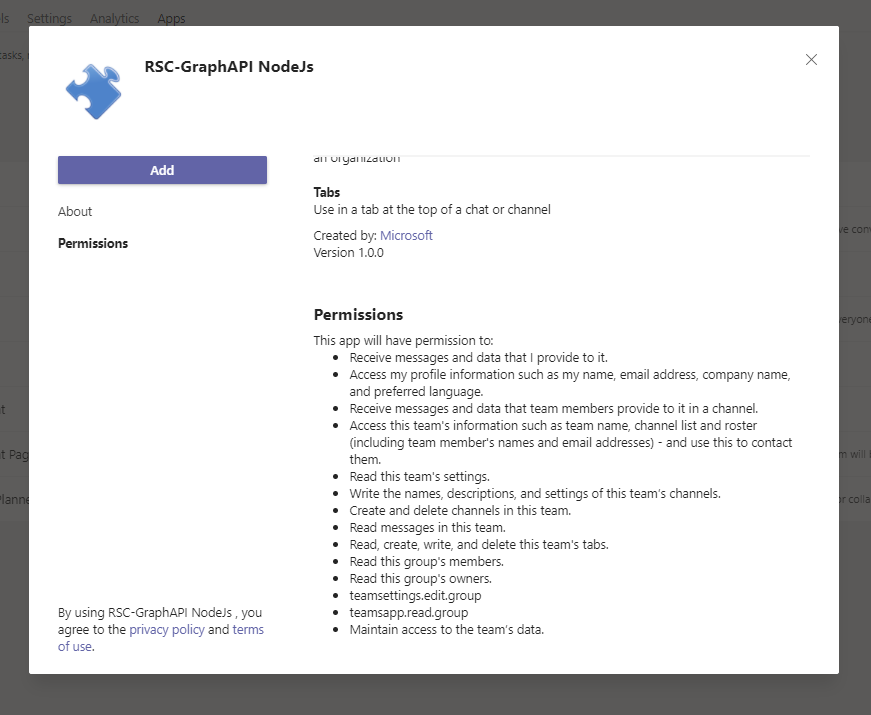 ls Settings Analytics Apps
tasks,
RSC-GraphAPI NodeJs
Add
About
Permissions
an organization
Tabs
Use in a tab at the top of a chat or channel
Created by: Microsoft
Version 1.0.0
Permissions
This app will have permission to:
• Receive messages and data that I provide to it.
• Access my profile information such as my name, email address, company name,
and preferred language.
• Receive messages and data that team members provide to it in a channel.
• Access this team's information such as team name, channel list and roster
(including team member's names and email addresses) - and use this to contact
them.
• Read this team's settings.
• Write the names, descriptions, and settings of this team's channels.
• Create and delete channels in this team.
• Read messages in this team.
• Read, create, write, and delete this team's tabs.
• Read this group's members.
• Read this group's owners.
• teamsettings.edit.group
• teamsapp.read.group
• Maintain access to the team's data.
By using RSC-GraphAPI NodeJs , you
agree to the privacy policy and terms
of use.
ve conv
veryone
t
t Pag
m will l
Planne
or colla